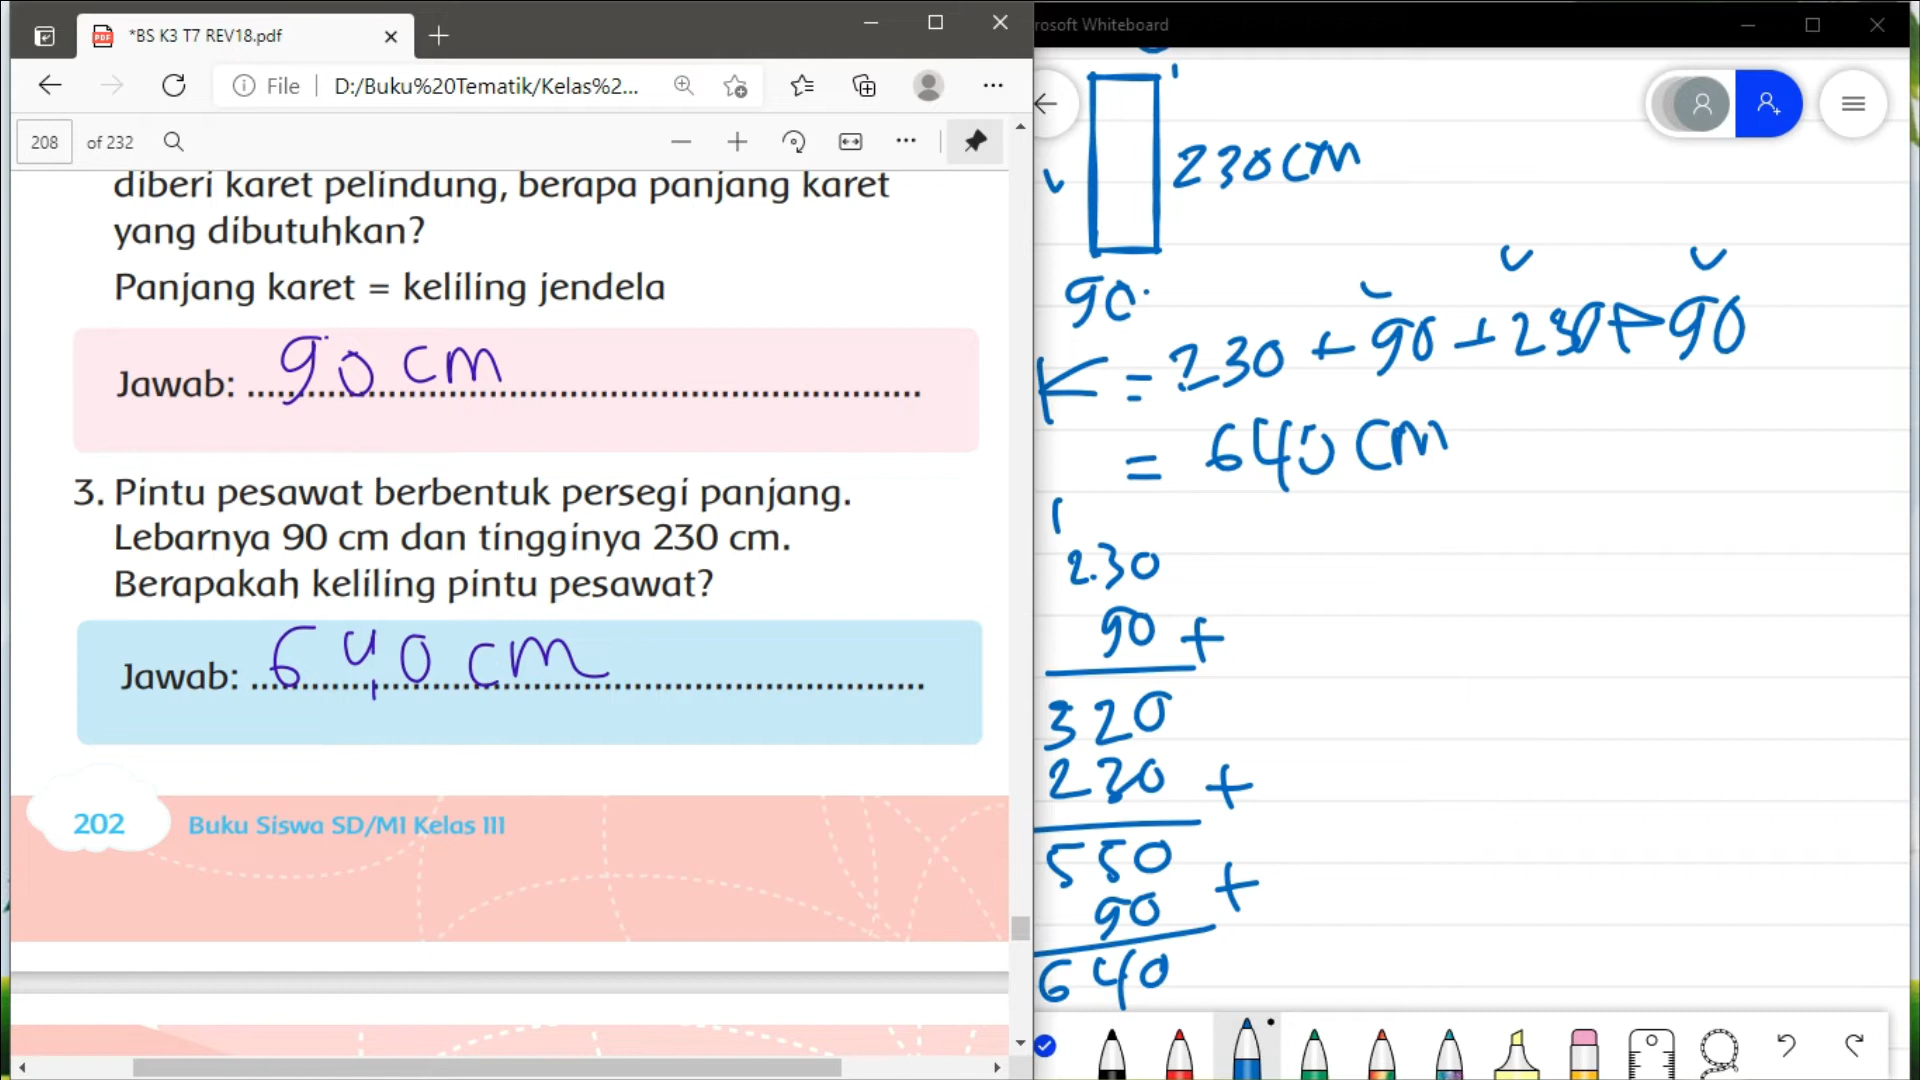 *BS K3 T7 REV18.pdf
File
D:/Buku%20Tematik/Kelas%2...
208 of 232
diberi karet pelindung, berapa panjang karet
yang dibutuhkan?
Panjang karet = keliling jendela
Jawab: 90 cm
3. Pintu pesawat berbentuk persegi panjang.
Lebarnya 90 cm dan tingginya 230 cm.
Berapakah keliling pintu pesawat?
Jawab: 640 cm
202 Buku Siswa SD/MI Kelas III
rosoft Whiteboard
230 cm
90
K = 230 + 90 + 230 + 90
= 640 cm
1
230
90 +
320
230 +
550
90 +
640